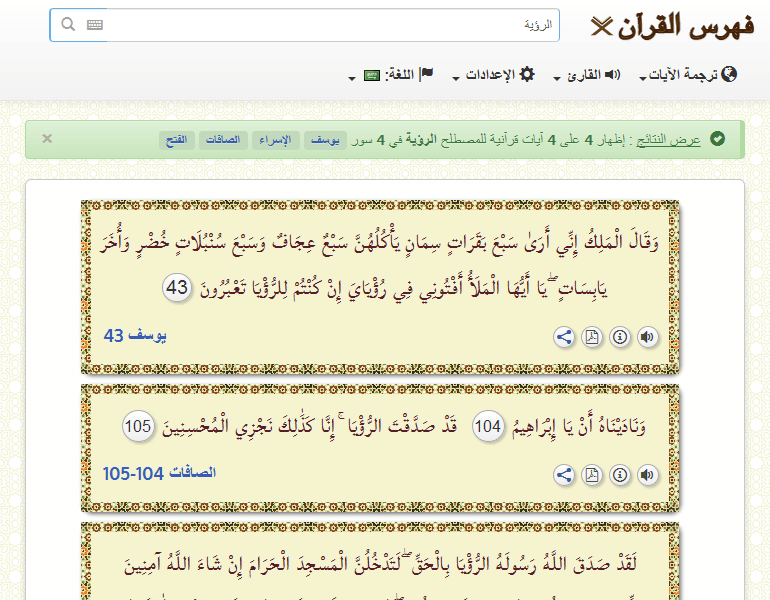 فهرس القرآن
الرؤية
ترجمة الآيات
القارئ
الإعدادات
اللغة:
عرض النتائج : إظهار 4 على 4 آيات قرآنية للمصطلح الرؤية في 4 سور يوسف الإسراء الصافات الفتح
وَقَالَ الْمَلِكُ إِنِّي أَرَىٰ سَبْعَ بَقَرَاتٍ سِمَانٍ يَأْكُلُهُنَّ سَبْعٌ عِجَافٌ وَسَبْعَ سُنْبُلَاتٍ خُضْرٍ وَأُخَرَ
يَابِسَاتٍ ۖ يَا أَيُّهَا الْمَلَأُ أَفْتُونِي فِي رُؤْيَايَ إِنْ كُنْتُمْ لِلرُّؤْيَا تَعْبُرُونَ 43
يوسف 43
وَنَادَيْنَاهُ أَنْ يَا إِبْرَاهِيمُ 104 قَدْ صَدَّقْتَ الرُّؤْيَا ۚ إِنَّا كَذَٰلِكَ نَجْزِي الْمُحْسِنِينَ 105
الصافات 104-105
لَقَدْ صَدَقَ اللَّهُ رَسُولَهُ الرُّؤْيَا بِالْحَقِّ ۖ لَتَدْخُلُنَّ الْمَسْجِدَ الْحَرَامَ إِنْ شَاءَ اللَّهُ آمِنِينَ